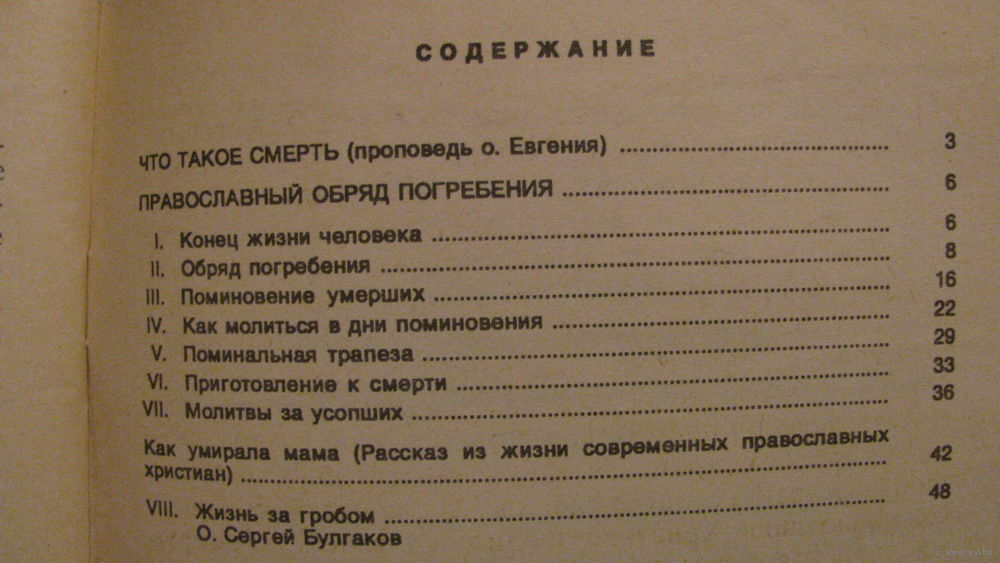 СОДЕРЖАНИЕ
ЧТО ТАКОЕ СМЕРТЬ (проповедь о. Евгения) ........ 3
ПРАВОСЛАВНЫЙ ОБРЯД ПОГРЕБЕНИЯ ........ 6
I. Конец жизни человека ........ 6
II. Обряд погребения ........ 8
III. Поминовение умерших ........ 16
IV. Как молиться в дни поминовения ........ 22
V. Поминальная трапеза ........ 29
VI. Приготовление к смерти ........ 33
VII. Молитвы за усопших ........ 36
Как умирала мама (Рассказ из жизни современных православных
христиан) ........ 42
VIII. Жизнь за гробом ........ 48
О. Сергей Булгаков